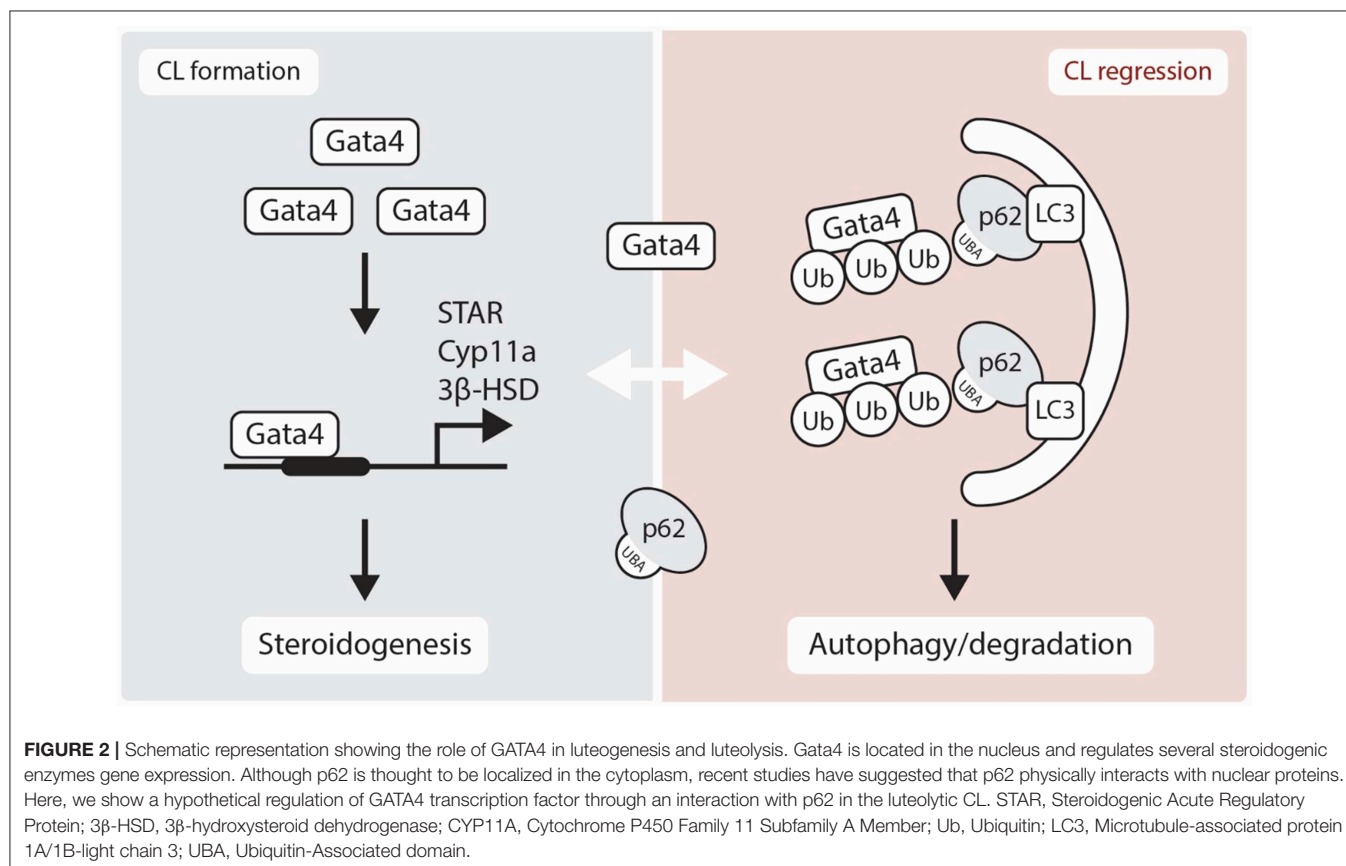 CL formation
CL regression
Gata4
Gata4
Gata4
STAR
Cyp11a
3β-HSD
Gata4
Steroidogenesis
Gata4
p62
UBA
Gata4
Ub
Ub
Ub
UBA
p62
LC3
Gata4
Ub
Ub
Ub
UBA
p62
LC3
Autophagy/degradation
FIGURE 2 | Schematic representation showing the role of GATA4 in luteogenesis and luteolysis. Gata4 is located in the nucleus and regulates several steroidogenic
enzymes gene expression. Although p62 is thought to be localized in the cytoplasm, recent studies have suggested that p62 physically interacts with nuclear proteins.
Here, we show a hypothetical regulation of GATA4 transcription factor through an interaction with p62 in the luteolytic CL. STAR, Steroidogenic Acute Regulatory
Protein; 3β-HSD, 3β-hydroxysteroid dehydrogenase; CYP11A, Cytochrome P450 Family 11 Subfamily A Member; Ub, Ubiquitin; LC3, Microtubule-associated protein
1A/1B-light chain 3; UBA, Ubiquitin-Associated domain.